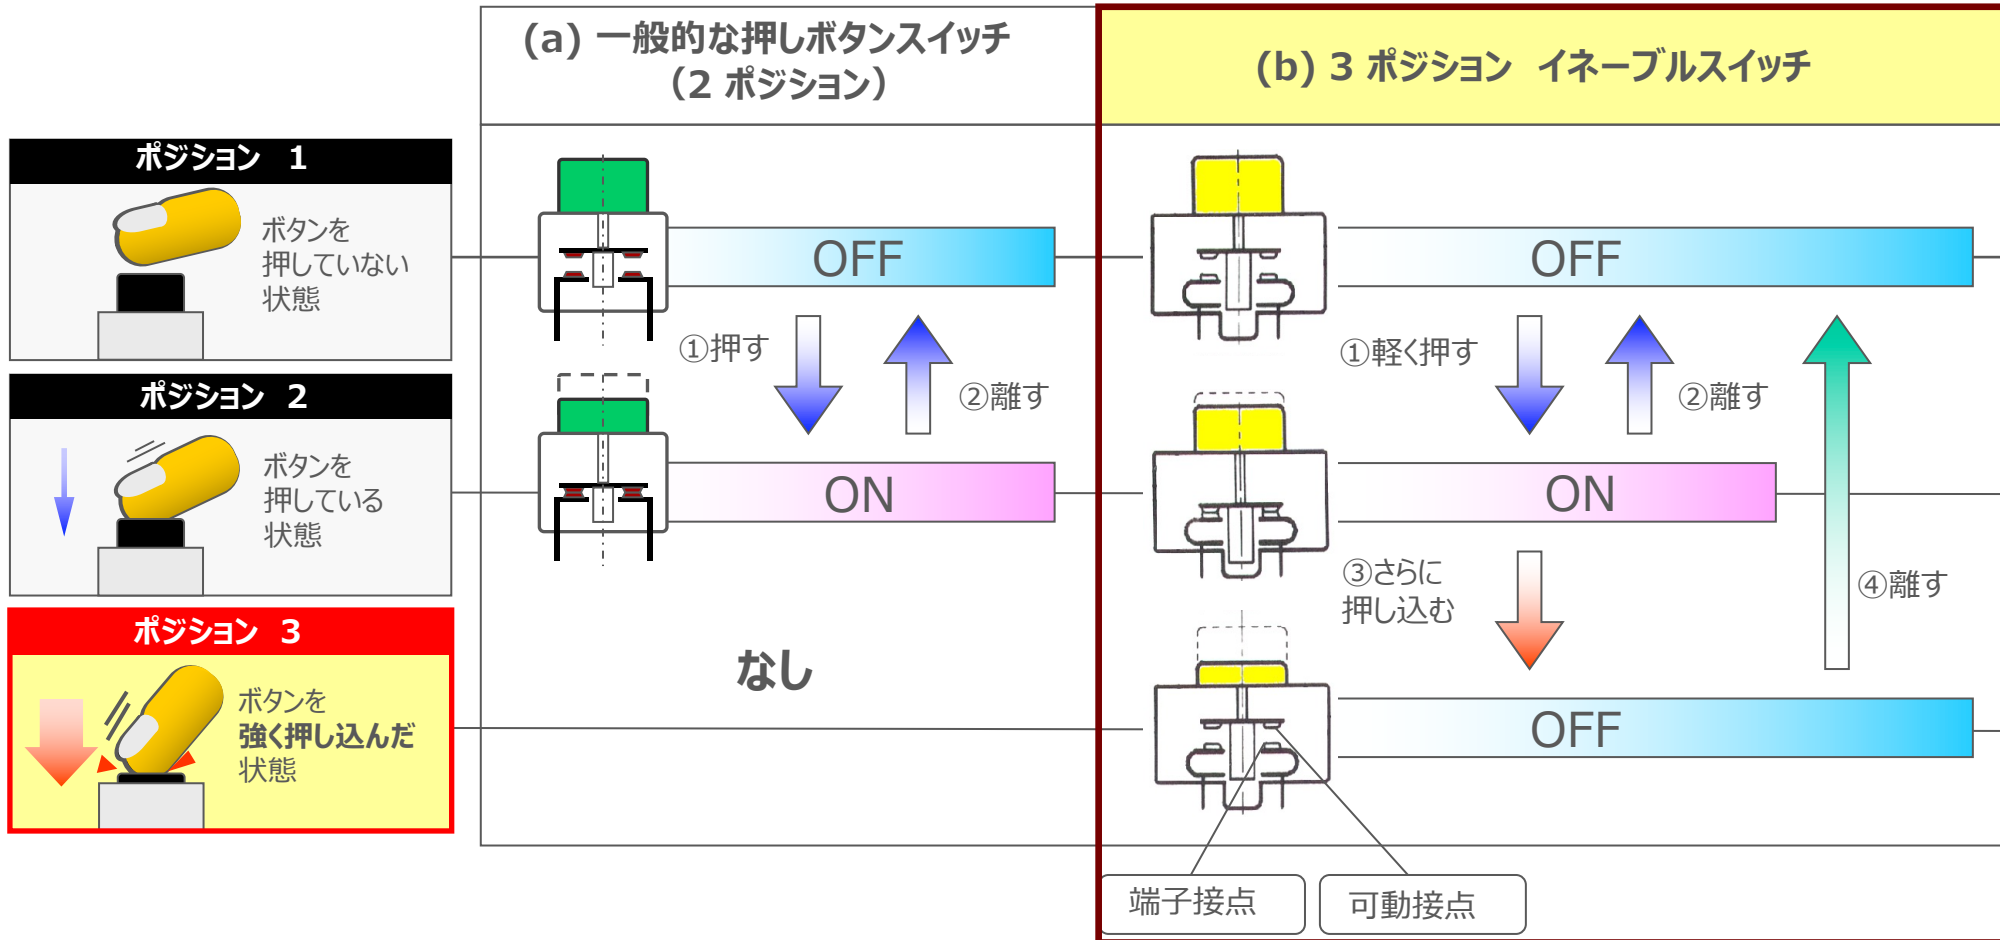 (a) 一般的な押しボタンスイッチ
（2 ポジション）
(b) 3 ポジション イネーブルスイッチ
ポジション 1
ボタンを
押していない
状態
OFF
OFF
①押す
②離す
①軽く押す
②離す
ポジション 2
ボタンを
押している
状態
ON
ON
③さらに
押し込む
④離す
ポジション 3
ボタンを
強く押し込んだ
状態
なし
OFF
端子接点
可動接点